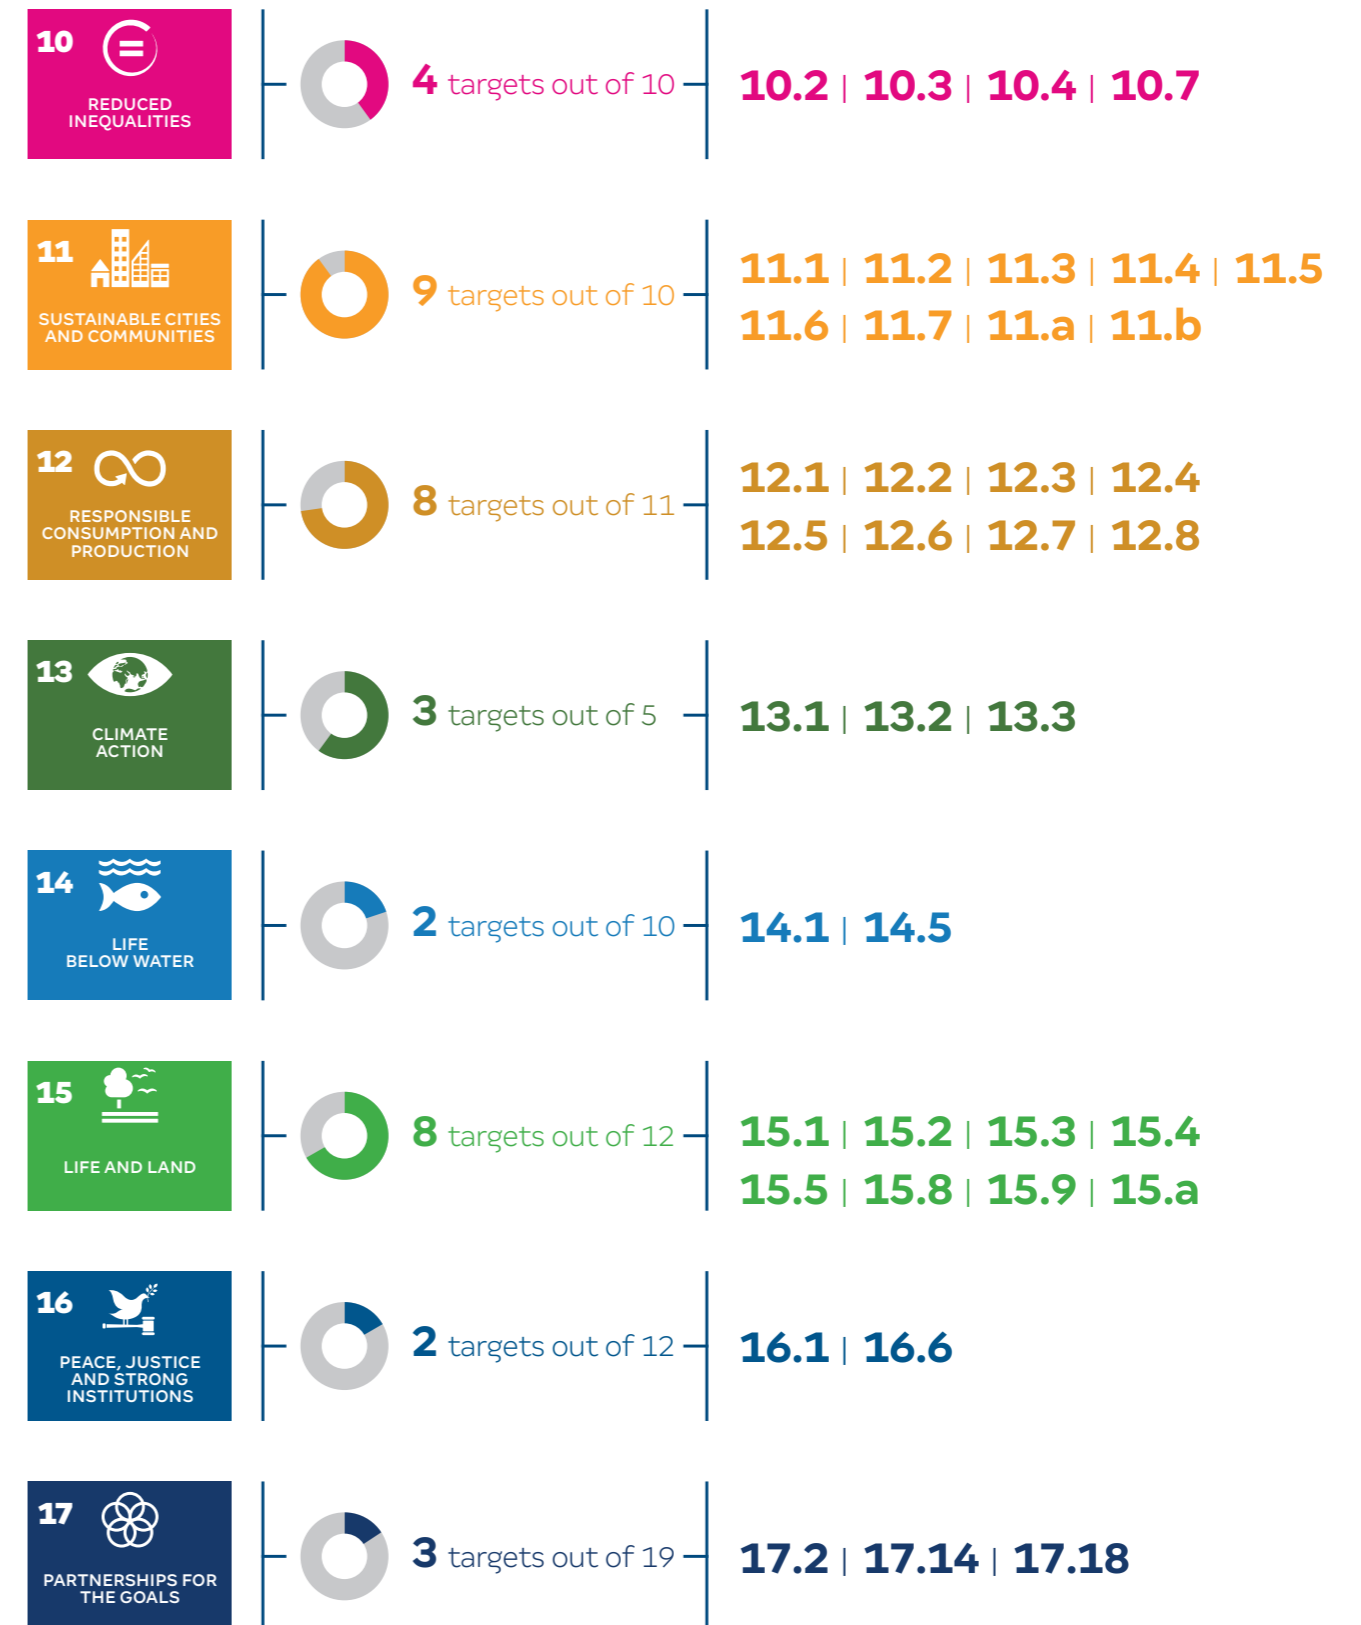 10
REDUCED
INEQUALITIES
4 targets out of 10
10.2 | 10.3 | 10.4 | 10.7
11
SUSTAINABLE CITIES
AND COMMUNITIES
9 targets out of 10
11.1 | 11.2 | 11.3 | 11.4 | 11.5
11.6 | 11.7 | 11.a | 11.b
12
RESPONSIBLE
CONSUMPTION AND
PRODUCTION
8 targets out of 11
12.1 | 12.2 | 12.3 | 12.4
12.5 | 12.6 | 12.7 | 12.8
13
CLIMATE
ACTION
3 targets out of 5
13.1 | 13.2 | 13.3
14
LIFE
BELOW WATER
2 targets out of 10
14.1 | 14.5
15
LIFE AND LAND
8 targets out of 12
15.1 | 15.2 | 15.3 | 15.4
15.5 | 15.8 | 15.9 | 15.a
16
PEACE, JUSTICE
AND STRONG
INSTITUTIONS
2 targets out of 12
16.1 | 16.6
17
PARTNERSHIPS FOR
THE GOALS
3 targets out of 19
17.2 | 17.14 | 17.18